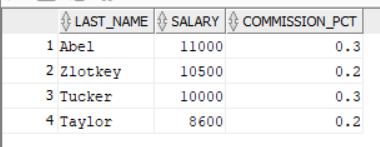 LAST_NAME SALARY COMMISSION_PCT
1 Abel 11000 0.3
2 Zlotkey 10500 0.2
3 Tucker 10000 0.3
4 Taylor 8600 0.2